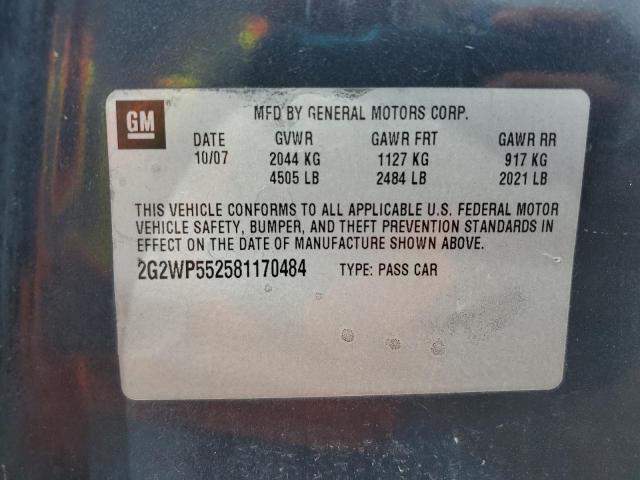 GM
MFD BY GENERAL MOTORS CORP.
DATE GVWR GAWR FRT GAWR RR
10/07 2044 KG 1127 KG 917 KG
4505 LB 2484 LB 2021 LB
THIS VEHICLE CONFORMS TO ALL APPLICABLE U.S. FEDERAL MOTOR
VEHICLE SAFETY, BUMPER, AND THEFT PREVENTION STANDARDS IN
EFFECT ON THE DATE OF MANUFACTURE SHOWN ABOVE.
2G2WP552581170484 TYPE: PASS CAR